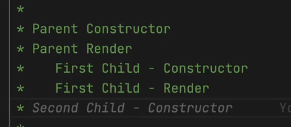 *
* Parent Constructor
* Parent Render
*    First Child - Constructor
*    First Child - Render
* Second Child - Constructor
*